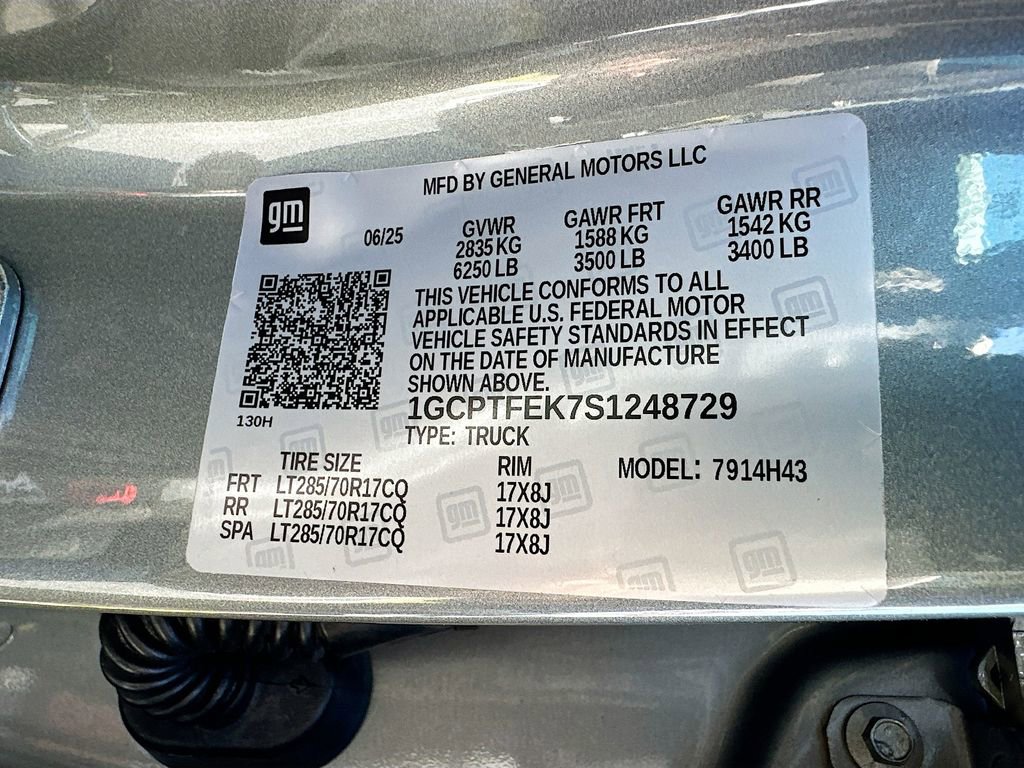 MFD BY GENERAL MOTORS LLC
gm
06/25
GVWR GAWR FRT GAWR RR
2835 KG 1588 KG 1542 KG
6250 LB 3500 LB 3400 LB
THIS VEHICLE CONFORMS TO ALL
APPLICABLE U.S. FEDERAL MOTOR
VEHICLE SAFETY STANDARDS IN EFFECT
ON THE DATE OF MANUFACTURE
SHOWN ABOVE.
130H
1GCPTFEK7S1248729
TYPE: TRUCK
TIRE SIZE RIM MODEL: 7914H43
FRT LT285/70R17CQ 17X8J
RR LT285/70R17CQ 17X8J
SPA LT285/70R17CQ 17X8J